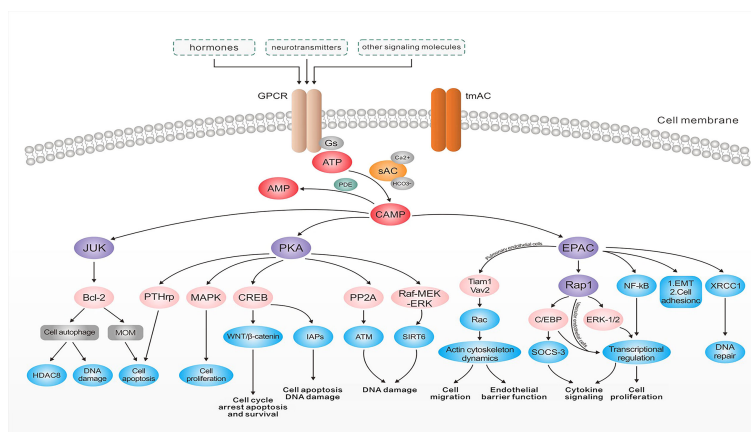 hormones
neurotransmitters
other signaling molecules
GPCR
tmAC
Cell membrane
Gs
ATP
Ca2+
sAC
HCO3-
PDE
AMP
CAMP
JUK
PKA
EPAC
Pulmonary endothelial cells
Bcl-2
PTHrp
MAPK
CREB
PP2A
Raf-MEK
-ERK
Tiam1
Vav2
Rap1
NF-kB
1.EMT
2.Cell
adhesionc
XRCC1
Cell autophagy
MOM
WNT/β-catenin
IAPs
ATM
SIRT6
Rac
C/EBP
ERK-1/2
HDAC8
DNA
damage
Cell
apoptosis
Cell
proliferation
Actin cytoskeleton
dynamics
SOCS-3
Transcriptional
regulation
DNA
repair
Cell cycle
arrest apoptosis
and survival
Cell apoptosis
DNA damage
DNA damage
Cell
migration
Endothelial
barrier function
Cytokine
signaling
Cell
proliferation